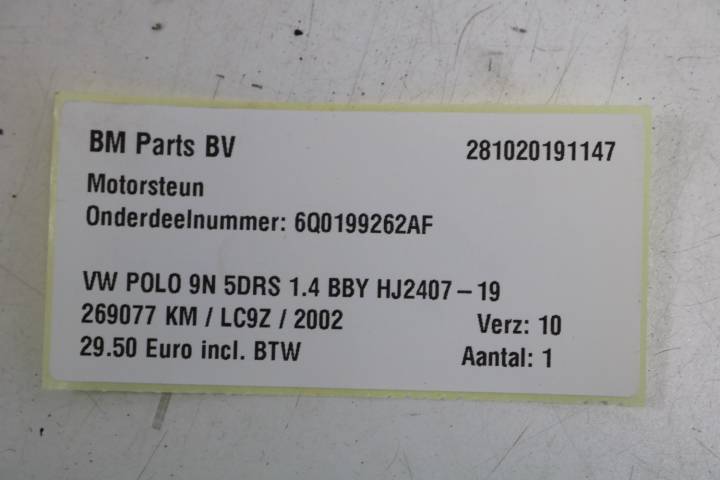 BM Parts BV 281020191147
Motorsteun
Onderdeelnummer: 6Q0199262AF
VW POLO 9N 5DRS 1.4 BBY HJ2407-19
269077 KM / LC9Z / 2002 Verz: 10
29.50 Euro incl. BTW Aantal: 1